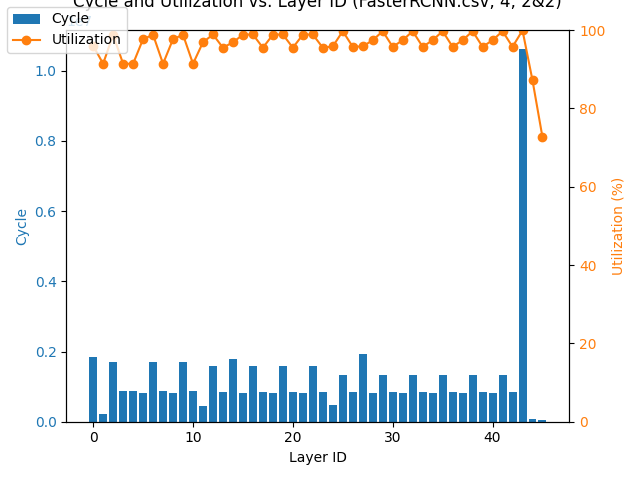 Cycle and Utilization vs. Layer ID (FasterRCNN.csv, 4, 2&2)
Cycle
Utilization
1.0
0.8
0.6
0.4
0.2
0.0
Cycle
100
80
60
40
20
0
Utilization (%)
0
10
20
30
40
Layer ID